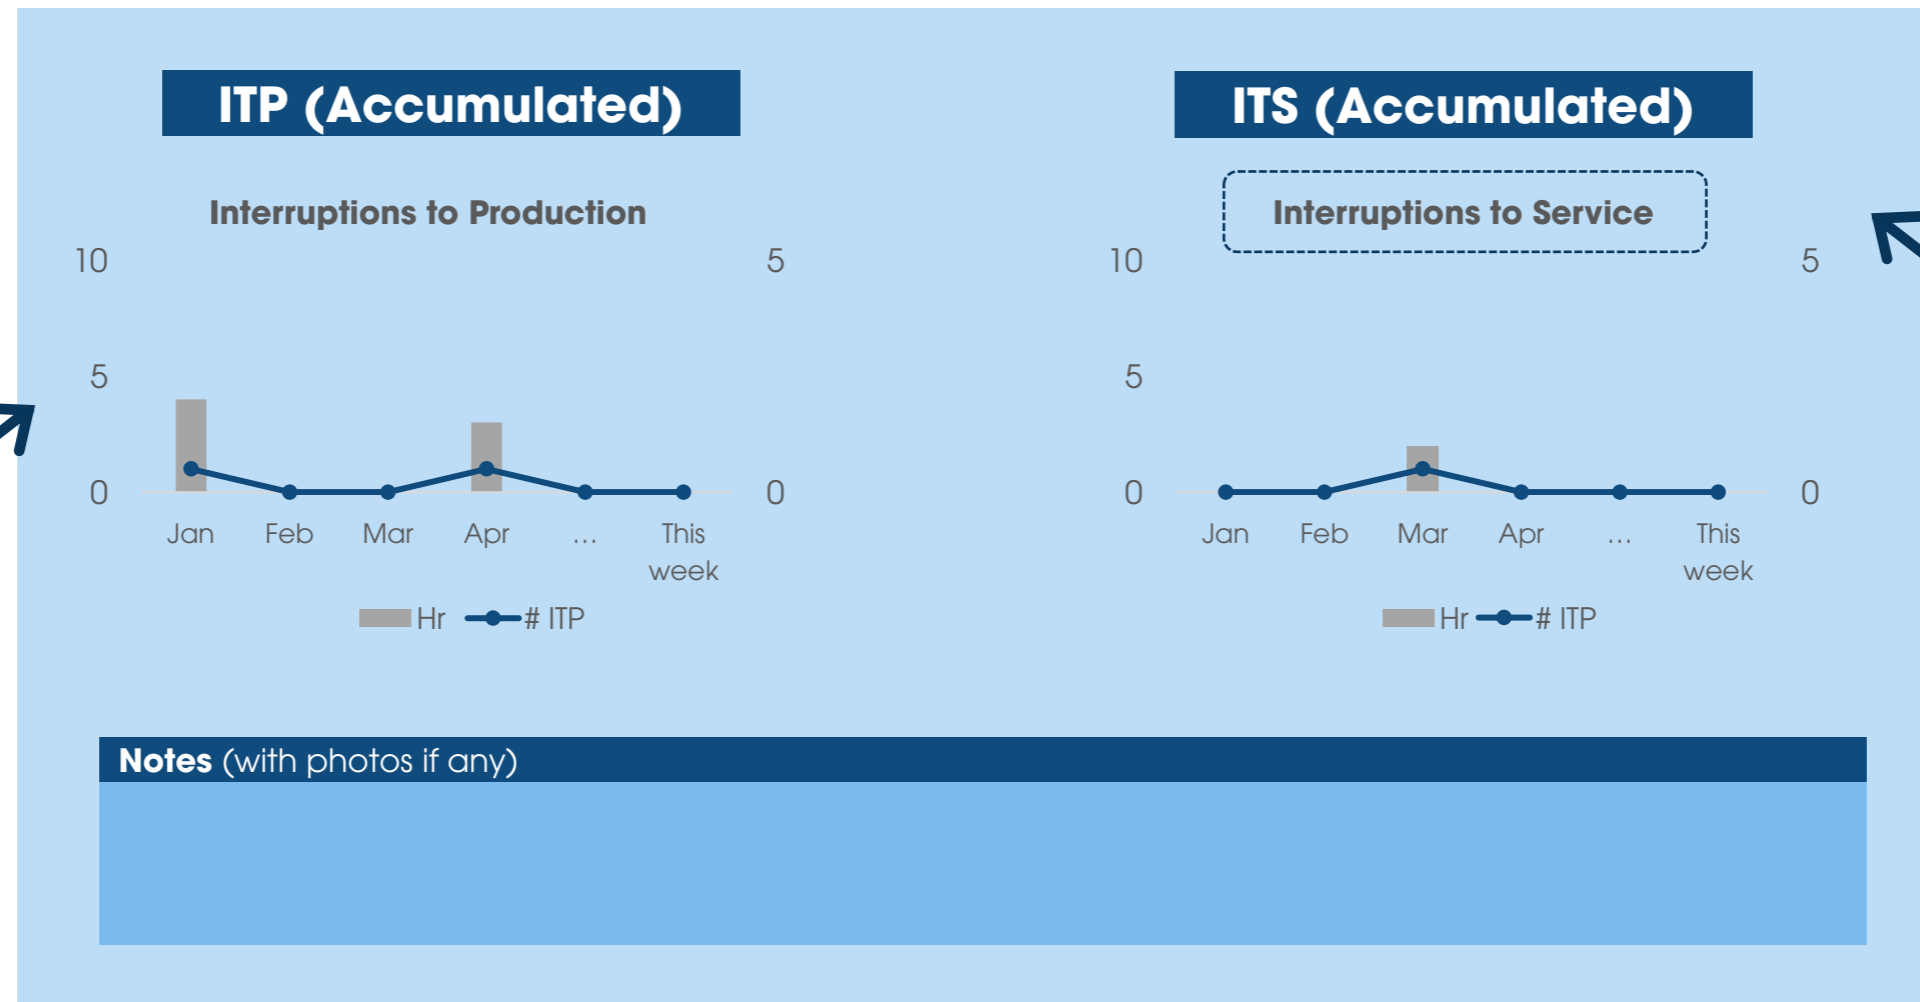 ITP (Accumulated)
Interruptions to Production
10
5
5
0
0
Jan Feb Mar Apr ... This week
Hr # ITP
ITS (Accumulated)
Interruptions to Service
10
5
5
0
0
Jan Feb Mar Apr ... This week
Hr # ITP
Notes (with photos if any)